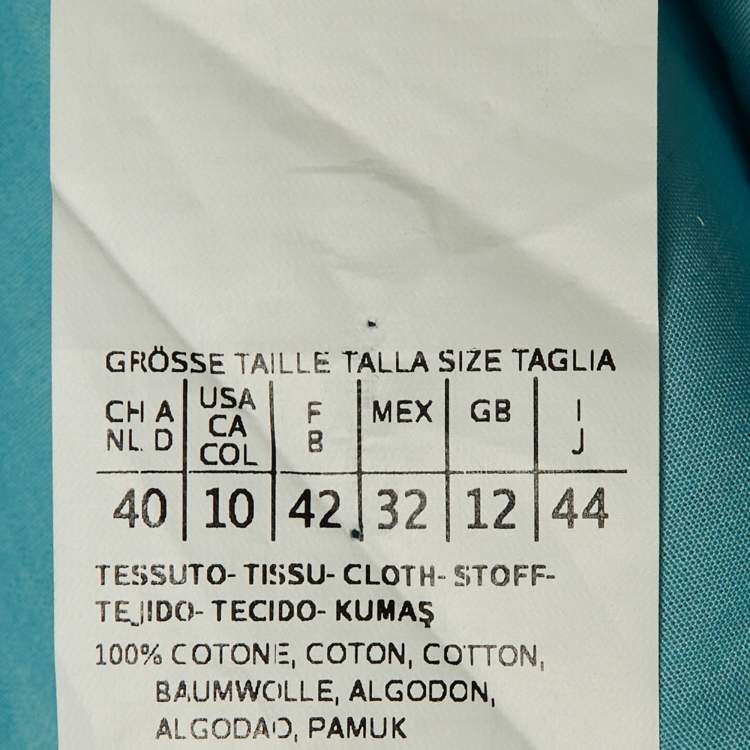 GRÖSSE TAILLE TALLA SIZE TAGLIA
CH A NL D USA CA COL F B MEX GB I J
40 10 42 32 12 44
TESSUTO- TISSU- CLOTH- STOFF-
TEJIDO- TECIDO- KUMAŞ
100% COTONE, COTON, COTTON,
BAUMWOLLE, ALGODON,
ALGODAO, PAMUK